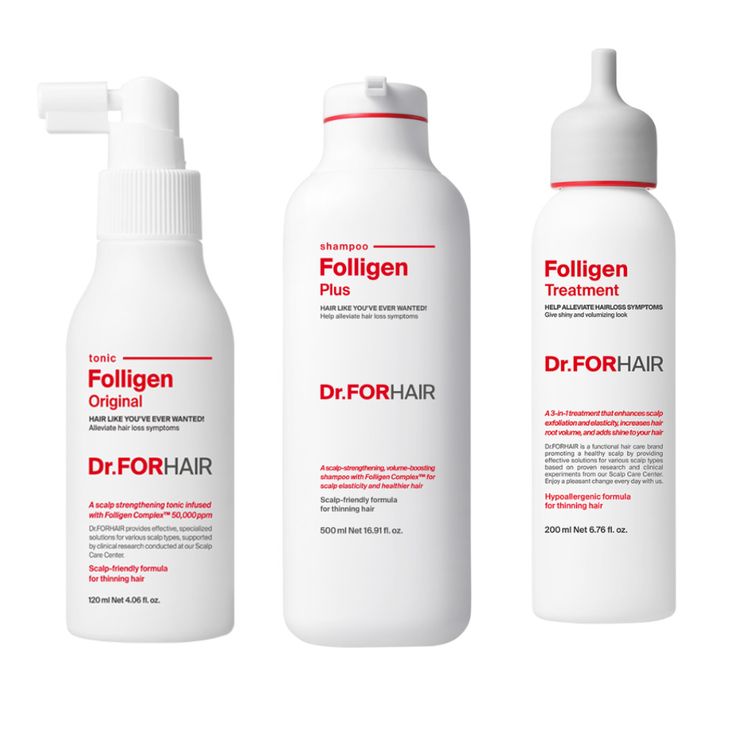 tonic
Folligen
Original
HAIR LIKE YOU'VE EVER WANTED!
Alleviate hair loss symptoms
Dr.FORHAIR
A scalp strengthening tonic infused
with Folligen Complex™ 50,000 ppm
Dr.FORHAIR provides effective, specialized
solutions for various scalp types, supported
by clinical research conducted at our Scalp
Care Center.
Scalp-friendly formula
for thinning hair
120 ml Net 4.06 fl. oz.
shampoo
Folligen
Plus
HAIR LIKE YOU'VE EVER WANTED!
Help alleviate hair loss symptoms
Dr.FORHAIR
A scalp-strengthening, volume-boosting
shampoo with Folligen Complex™ for
scalp elasticity and healthier hair
Scalp-friendly formula
for thinning hair
500 ml Net 16.91 fl. oz.
Folligen
Treatment
HELP ALLEVIATE HAIRLOSS SYMPTOMS
Give shiny and volumizing look
Dr.FORHAIR
A 3-in-1 treatment that enhances scalp
exfoliation and elasticity, increases hair
root volume, and adds shine to your hair
Dr.FORHAIR is a functional hair care brand
promoting a healthy scalp by providing
effective solutions for various scalp types
based on proven research and clinical
experiments from our Scalp Care Center.
Enjoy a pleasant change every day with us.
Hypoallergenic formula
for thinning hair
200 ml Net 6.76 fl. oz.